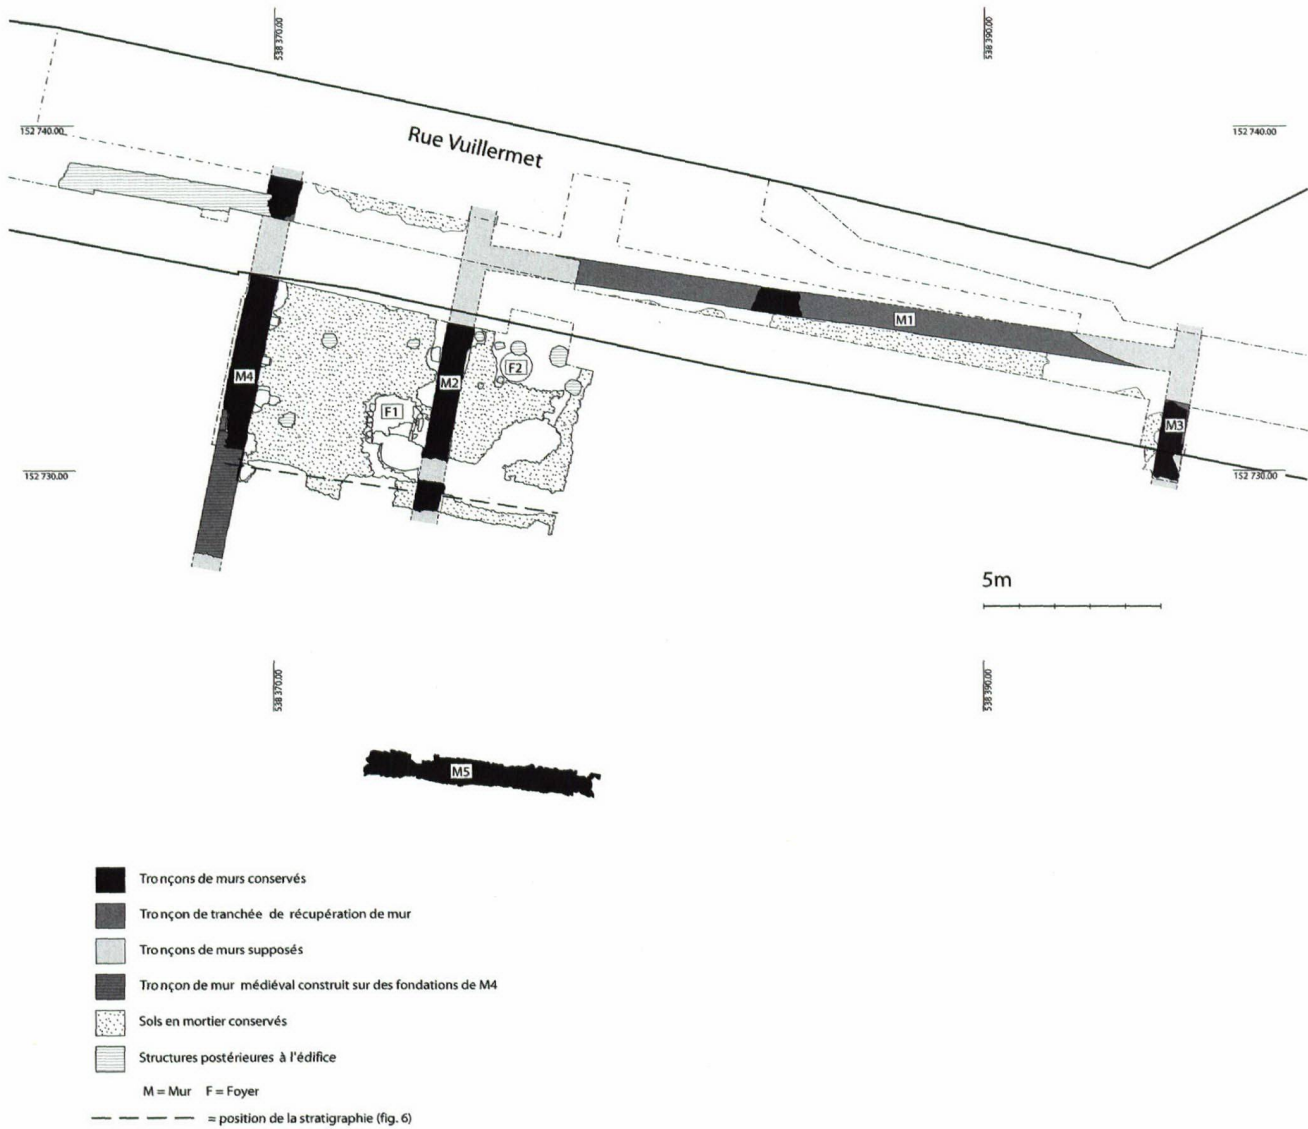 538 370.00
538 390.00
152 740.00
152 740.00
Rue Vuillermet
M1
M4
M2
F2
F1
M3
152 730.00
152 730.00
5m
538 370.00
538 390.00
M5
Tronçons de murs conservés
Tronçon de tranchée de récupération de mur
Tronçons de murs supposés
Tronçon de mur médiéval construit sur des fondations de M4
Sols en mortier conservés
Structures postérieures à l'édifice
M = Mur F = Foyer
= position de la stratigraphie (fig. 6)